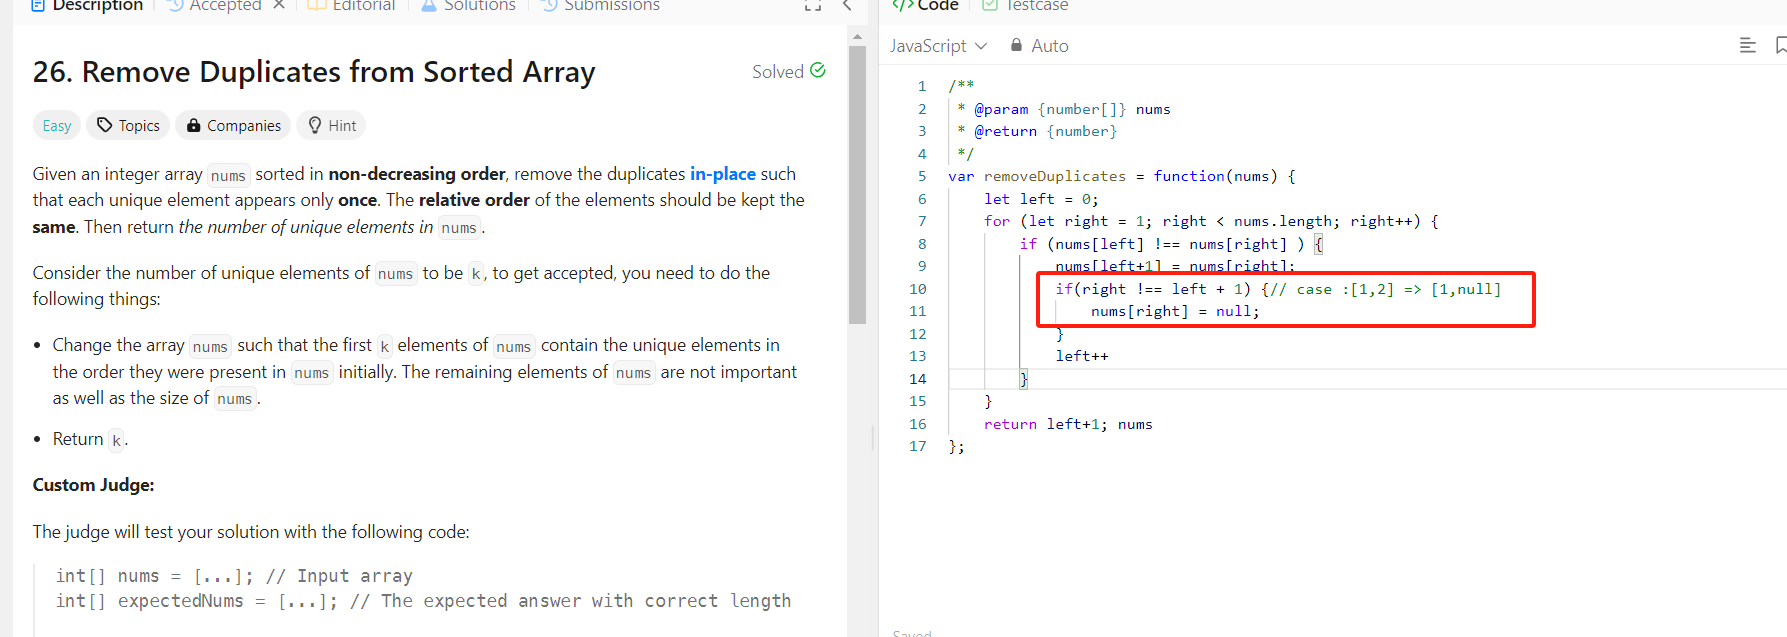 Description Accepted Editorial Solutions Submissions
26. Remove Duplicates from Sorted Array
Solved
Easy Topics Companies Hint
Given an integer array nums sorted in non-decreasing order, remove the duplicates in-place such
that each unique element appears only once. The relative order of the elements should be kept the
same. Then return the number of unique elements in nums.
Consider the number of unique elements of nums to be k, to get accepted, you need to do the
following things:
• Change the array nums such that the first k elements of nums contain the unique elements in
the order they were present in nums initially. The remaining elements of nums are not important
as well as the size of nums.
• Return k.
Custom Judge:
The judge will test your solution with the following code:
int[] nums = [...]; // Input array
int[] expectedNums = [...]; // The expected answer with correct length
</> Code Testcase
JavaScript Auto
1 /**
2 * @param {number[]} nums
3 * @return {number}
4 */
5 var removeDuplicates = function(nums) {
6 let left = 0;
7 for (let right = 1; right < nums.length; right++) {
8 if (nums[left] !== nums[right] ) {
9 nums[left+1] = nums[right];
10 if(right !== left + 1) {// case :[1,2] => [1,null]
11 nums[right] = null;
12 }
13 left++
14 }
15 }
16 return left+1; nums
17 };
Saved